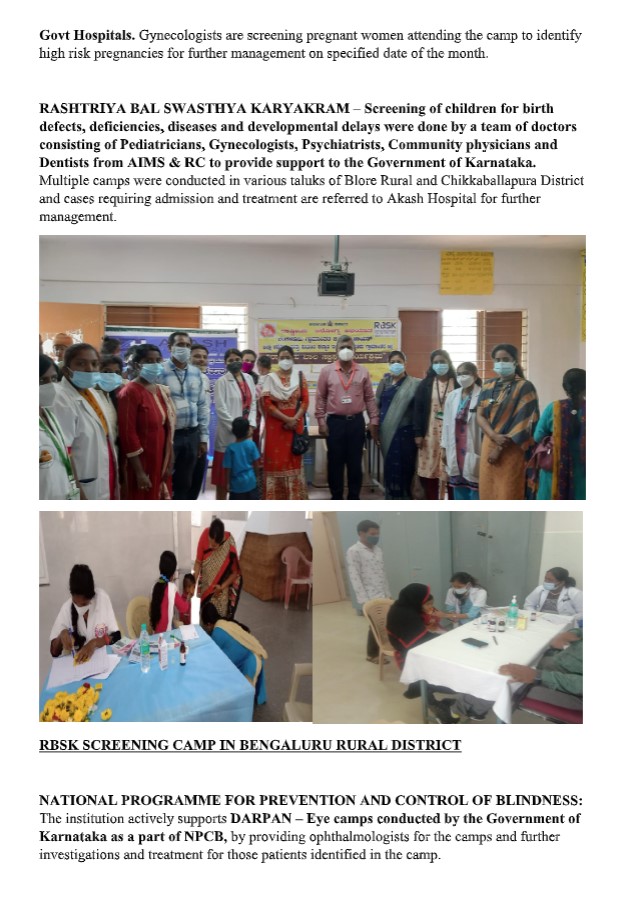 Govt Hospitals. Gynecologists are screening pregnant women attending the camp to identify
high risk pregnancies for further management on specified date of the month.
RASHTRIYA BAL SWASTHYA KARYAKRAM – Screening of children for birth
defects, deficiencies, diseases and developmental delays were done by a team of doctors
consisting of Pediatricians, Gynecologists, Psychiatrists, Community physicians and
Dentists from AIMS & RC to provide support to the Government of Karnataka.
Multiple camps were conducted in various taluks of Blore Rural and Chikkaballapura District
and cases requiring admission and treatment are referred to Akash Hospital for further
management.
RBSK
RBSK SCREENING CAMP IN BENGALURU RURAL DISTRICT
NATIONAL PROGRAMME FOR PREVENTION AND CONTROL OF BLINDNESS:
The institution actively supports DARPAN – Eye camps conducted by the Government of
Karnataka as a part of NPCB, by providing ophthalmologists for the camps and further
investigations and treatment for those patients identified in the camp.